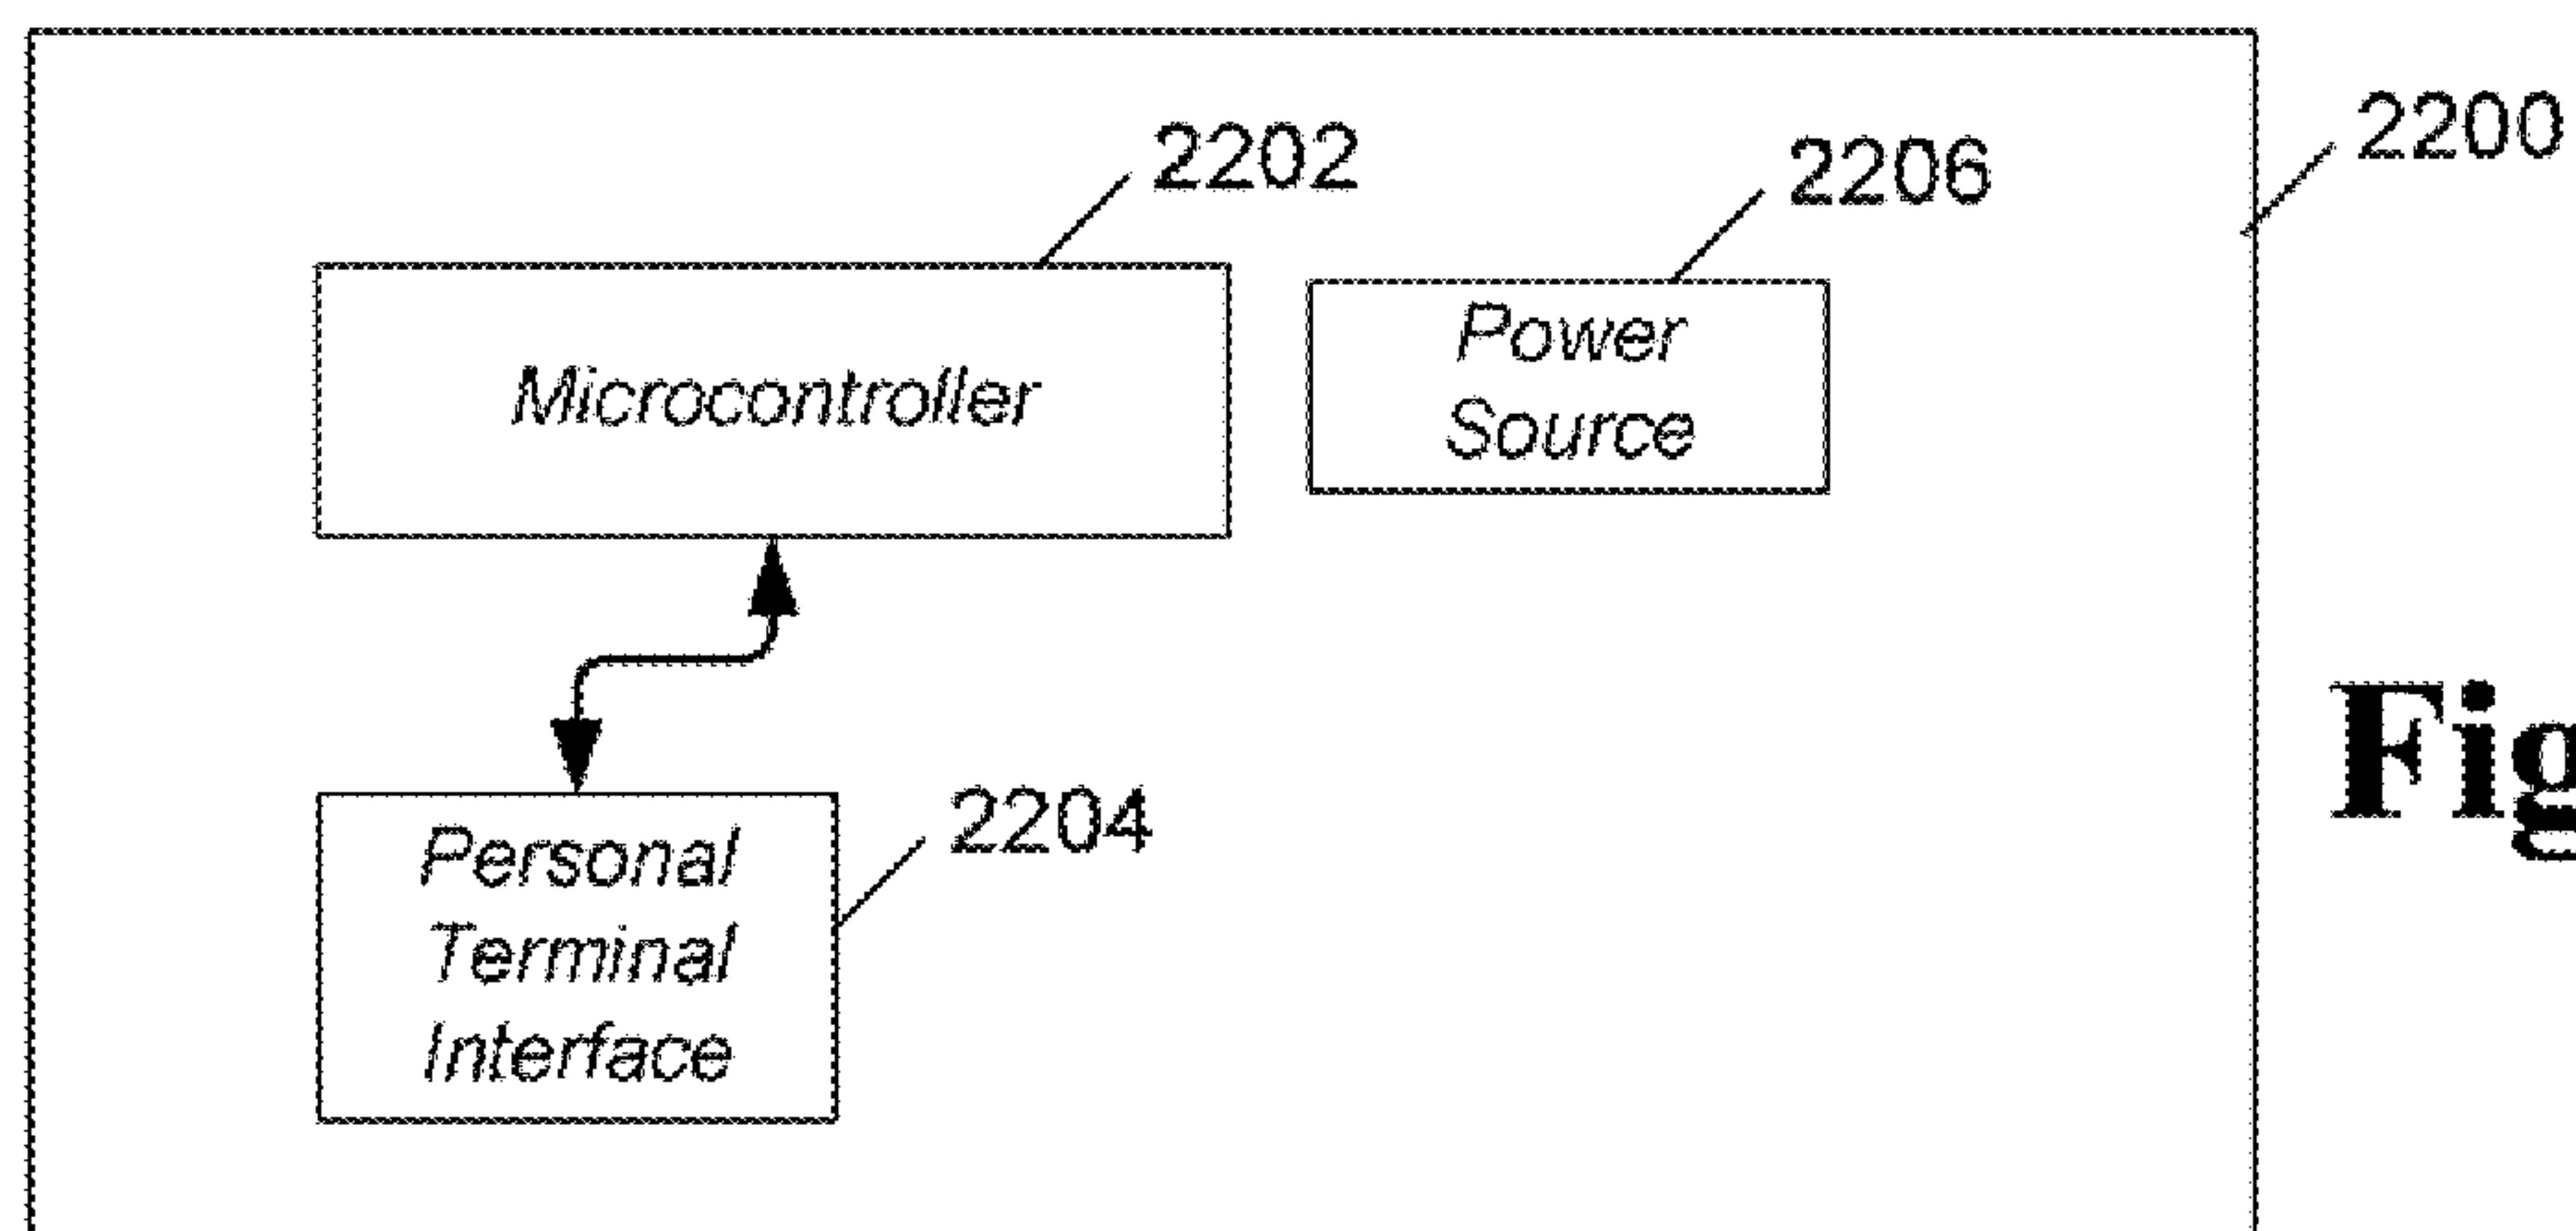 2200
2202
2206
Microcontroller
Power
Source
2204
Personal
Terminal
Interface
Fig